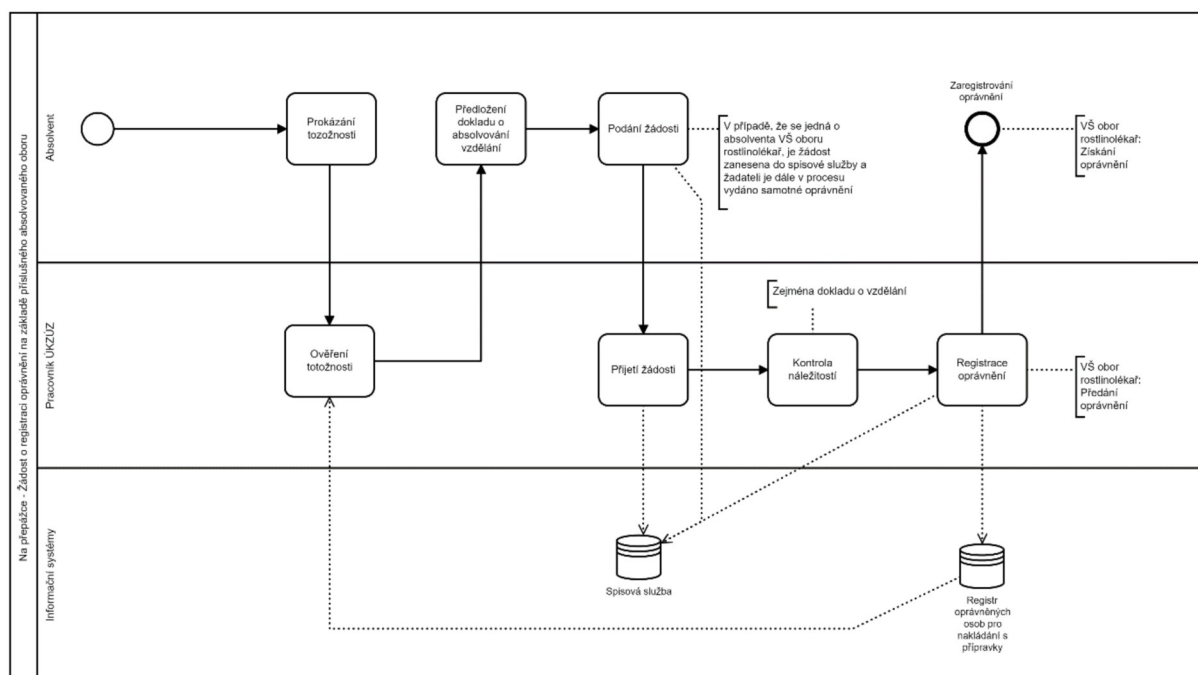 Na přepážce - Žádost o registraci oprávnění na základě příslušného absolvovaného oboru
Absolvent
Prokázání
tozožnosti
Předložení
dokladu o
absolvování
vzdělání
Podání žádosti
V případě, že se jedná o
absolventa VŠ oboru
rostlinolékař, je žádost
zanesena do spisové služby a
žadateli je dále v procesu
vydáno samotné oprávnění
Zaregistrování
oprávnění
VŠ obor
rostlinolékař:
Získání
oprávnění
Pracovník ÚKZÚZ
Ověření
totožnosti
Přijetí žádosti
Zejména dokladu o vzdělání
Kontrola
náležitostí
Registrace
oprávnění
VŠ obor
rostlinolékař:
Předání
oprávnění
Informační systémy
Spisová služba
Registr
oprávněných
osob pro
nakládání s
přípravky